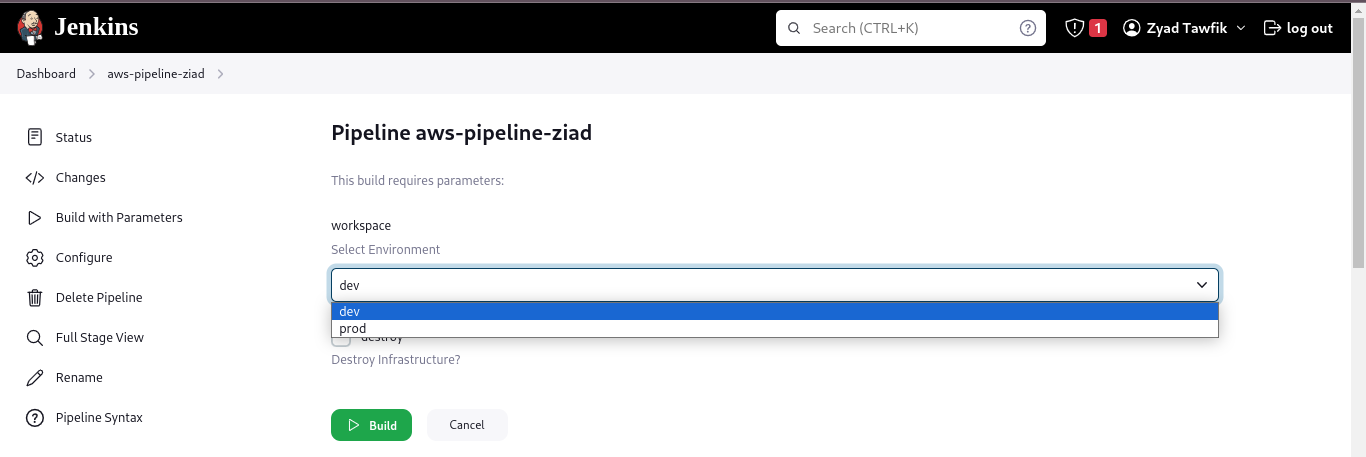 Jenkins
Search (CTRL+K)
1
Zyad Tawfik
log out
Dashboard
aws-pipeline-ziad
Status
Changes
Build with Parameters
Configure
Delete Pipeline
Full Stage View
Rename
Pipeline Syntax
Pipeline aws-pipeline-ziad
This build requires parameters:
workspace
Select Environment
dev
dev
prod
destroy
Destroy Infrastructure?
Build
Cancel